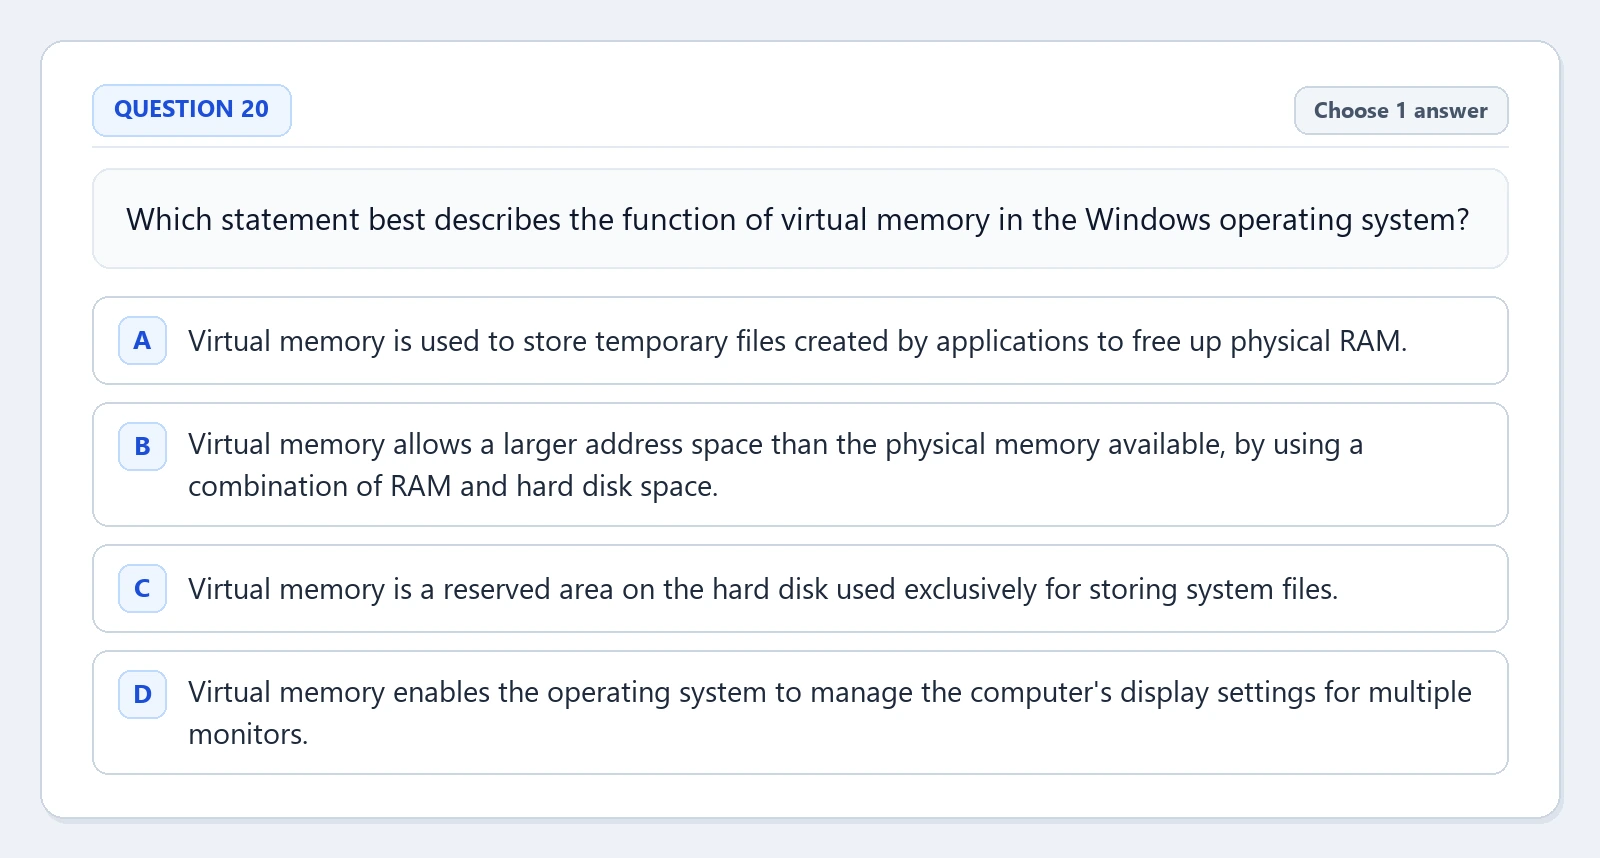 QUESTION 20
Choose 1 answer
Which statement best describes the function of virtual memory in the Windows operating system?
A Virtual memory is used to store temporary files created by applications to free up physical RAM.
B Virtual memory allows a larger address space than the physical memory available, by using a
combination of RAM and hard disk space.
C Virtual memory is a reserved area on the hard disk used exclusively for storing system files.
D Virtual memory enables the operating system to manage the computer's display settings for multiple
monitors.